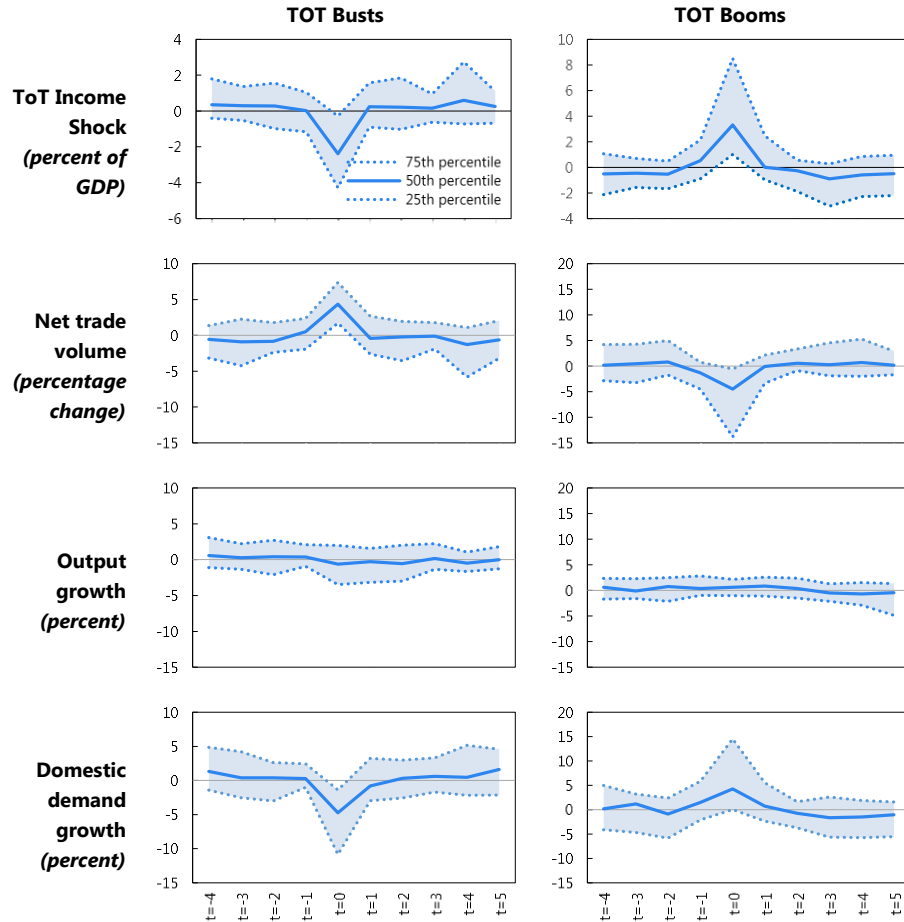 TOT Busts
TOT Booms
ToT Income
Shock
(percent of
GDP)
4
2
0
-2
-4
-6
75th percentile
50th percentile
25th percentile
10
8
6
4
2
0
-2
-4
Net trade
volume
(percentage
change)
10
5
0
-5
-10
-15
20
15
10
5
0
-5
-10
-15
Output
growth
(percent)
10
5
0
-5
-10
-15
20
15
10
5
0
-5
-10
-15
Domestic
demand
growth
(percent)
10
5
0
-5
-10
-15
20
15
10
5
0
-5
-10
-15
t=-4
t=-3
t=-2
t=-1
t=0
t=1
t=2
t=3
t=4
t=5
t=-4
t=-3
t=-2
t=-1
t=0
t=1
t=2
t=3
t=4
t=5